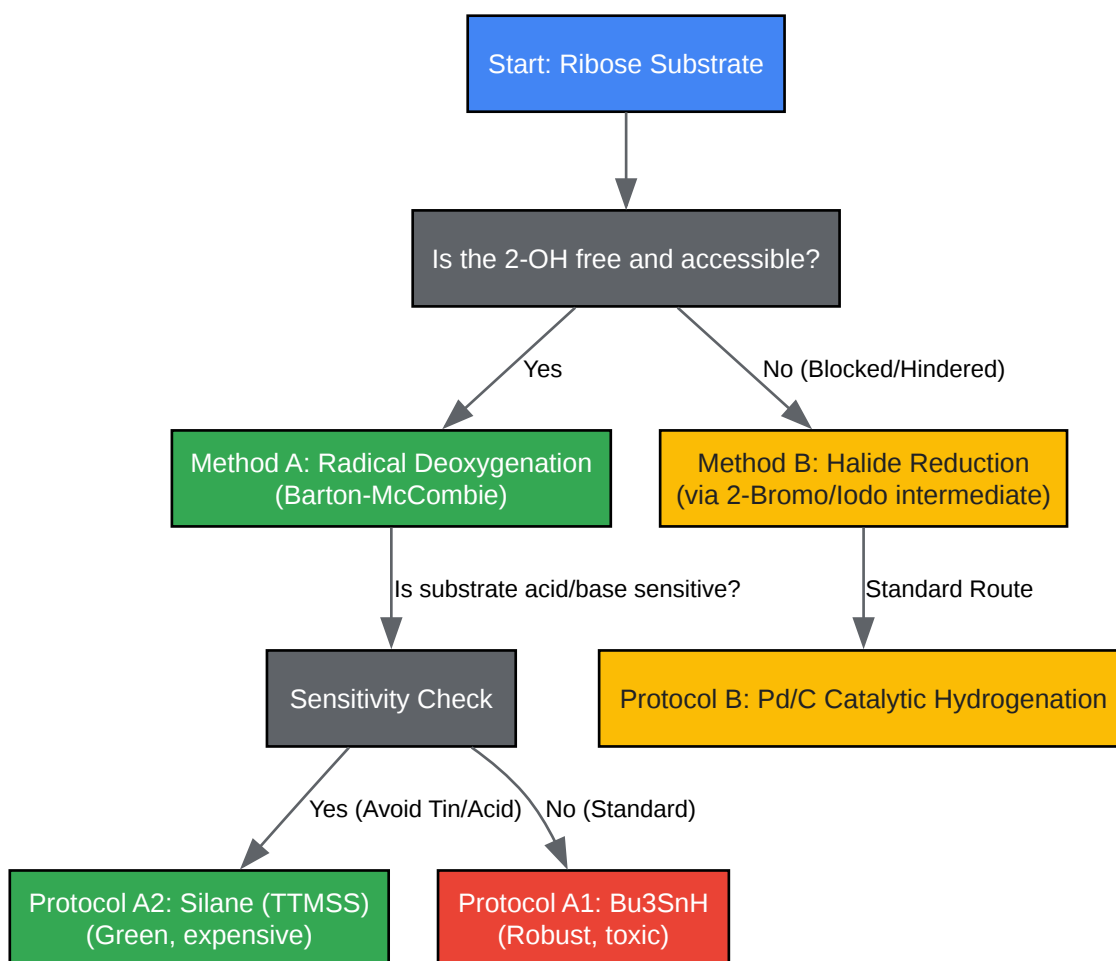 Start: Ribose Substrate
Is the 2-OH free and accessible?
Yes
No (Blocked/Hindered)
Method A: Radical Deoxygenation
(Barton-McCombie)
Method B: Halide Reduction
(via 2-Bromo/Iodo intermediate)
Is substrate acid/base sensitive?
Standard Route
Sensitivity Check
Protocol B: Pd/C Catalytic Hydrogenation
Yes (Avoid Tin/Acid)
No (Standard)
Protocol A2: Silane (TTMSS)
(Green, expensive)
Protocol A1: Bu3SnH
(Robust, toxic)